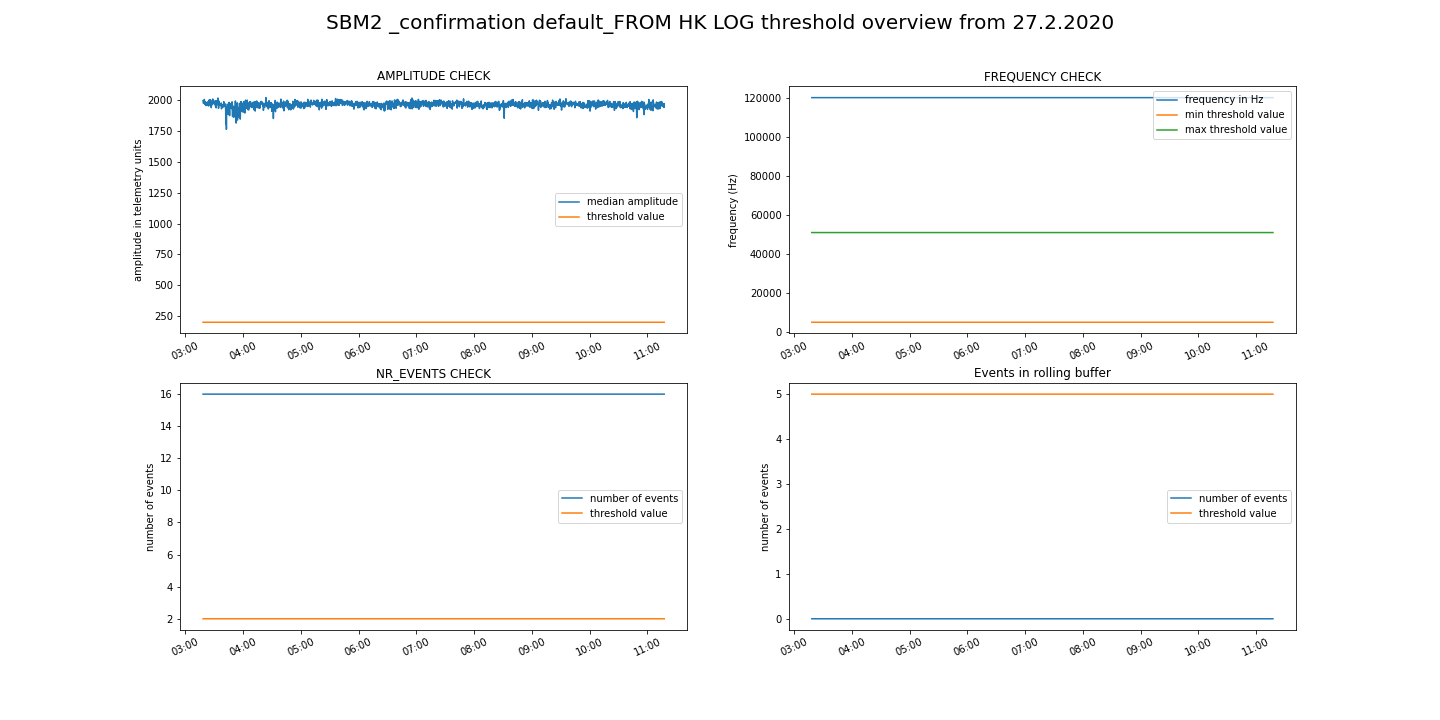 SBM2 _confirmation default_FROM HK LOG threshold overview from 27.2.2020
AMPLITUDE CHECK
amplitude in telemetry units
2000
1750
1500
1250
1000
750
500
250
median amplitude
threshold value
03:00 04:00 05:00 06:00 07:00 08:00 09:00 10:00 11:00
FREQUENCY CHECK
frequency (Hz)
120000
100000
80000
60000
40000
20000
0
frequency in Hz
min threshold value
max threshold value
03:00 04:00 05:00 06:00 07:00 08:00 09:00 10:00 11:00
NR_EVENTS CHECK
number of events
16
14
12
10
8
6
4
2
number of events
threshold value
03:00 04:00 05:00 06:00 07:00 08:00 09:00 10:00 11:00
Events in rolling buffer
number of events
5
4
3
2
1
0
number of events
threshold value
03:00 04:00 05:00 06:00 07:00 08:00 09:00 10:00 11:00